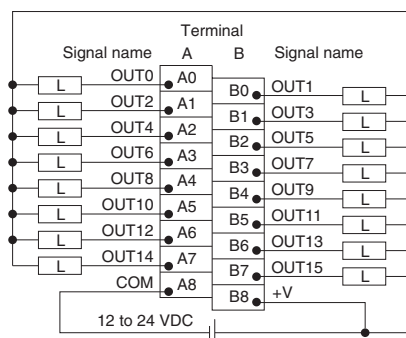 Terminal
Signal name A B Signal name
L OUT0 A0
B0 OUT1 L
L OUT2 A1
B1 OUT3 L
L OUT4 A2
B2 OUT5 L
L OUT6 A3
B3 OUT7 L
L OUT8 A4
B4 OUT9 L
L OUT10 A5
B5 OUT11 L
L OUT12 A6
B6 OUT13 L
L OUT14 A7
B7 OUT15 L
COM A8
B8 +V
12 to 24 VDC